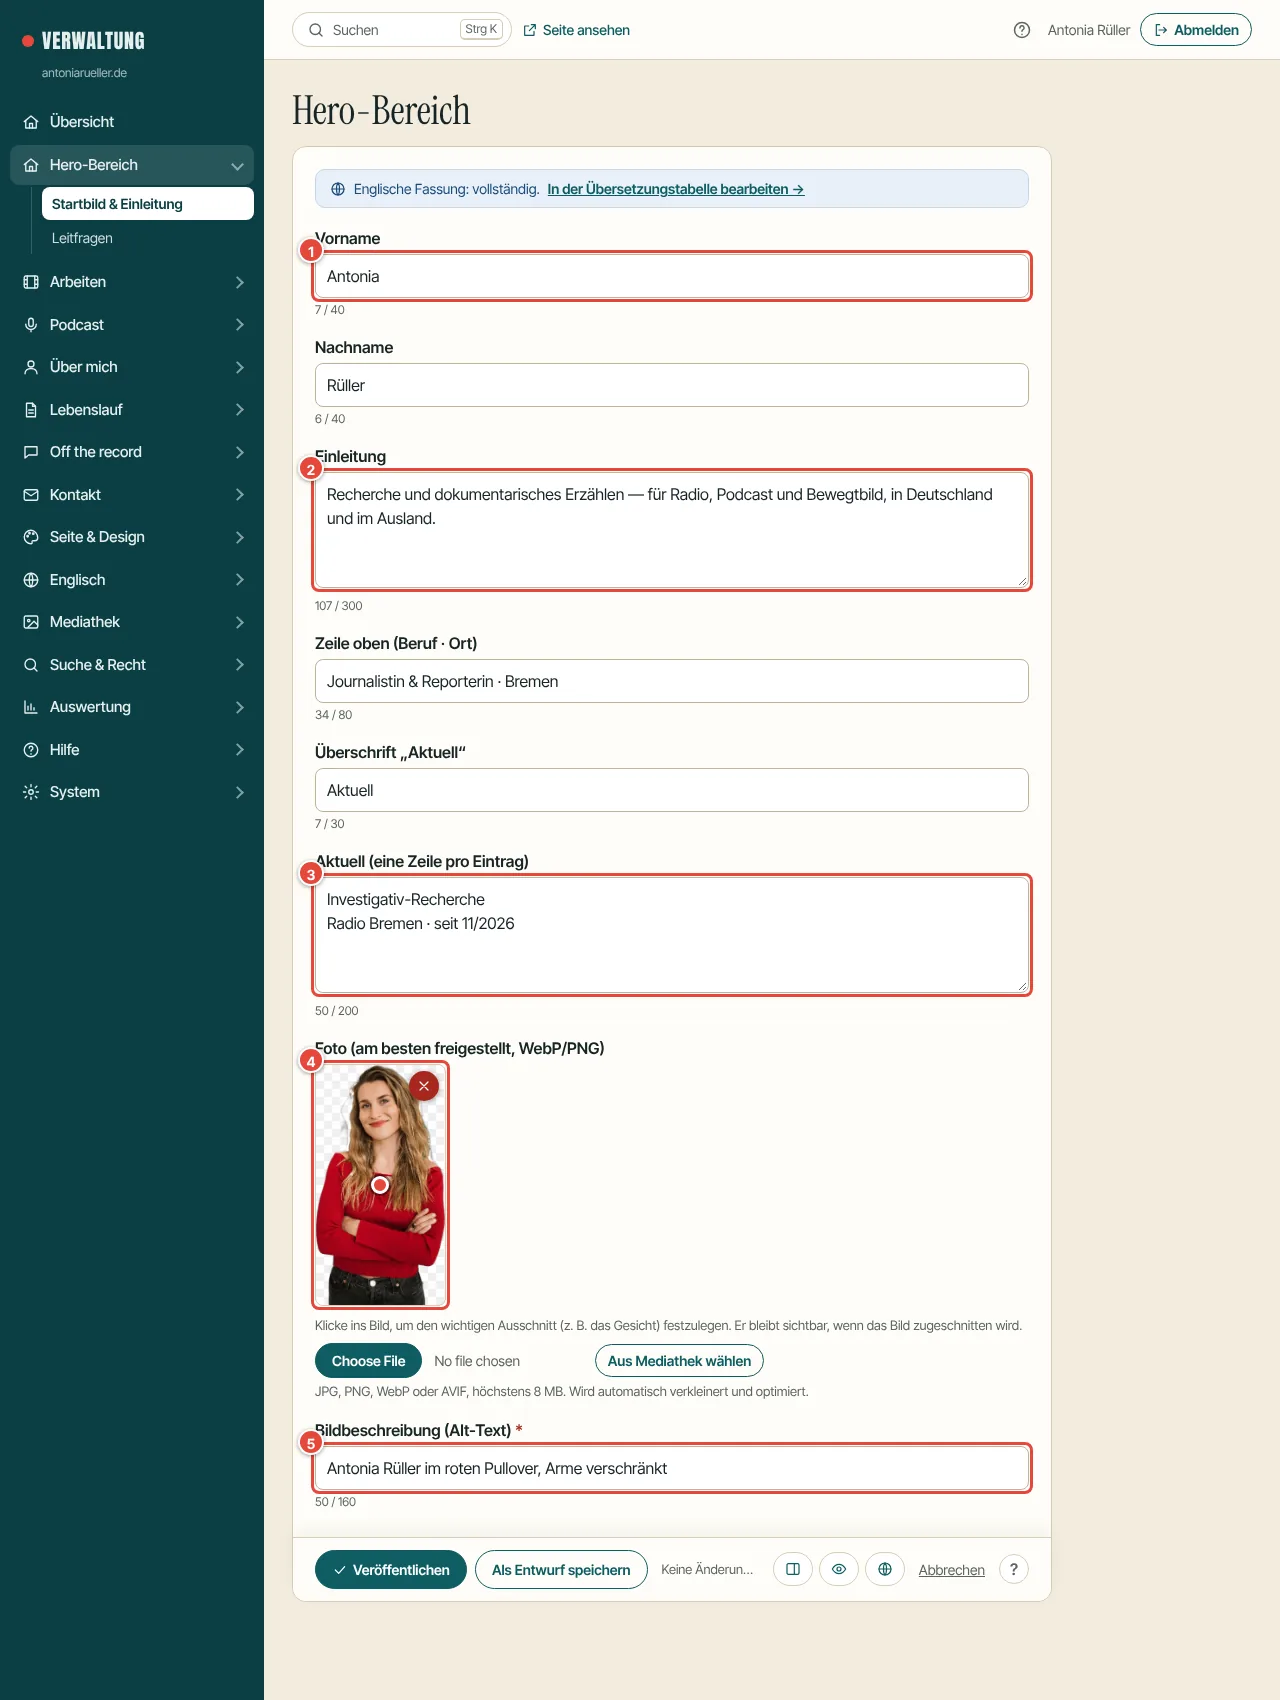 VERWALTUNG
antoniarueller.de
Übersicht
Hero-Bereich
Startbild & Einleitung
Leitfragen
Arbeiten
Podcast
Über mich
Lebenslauf
Off the record
Kontakt
Seite & Design
Englisch
Mediathek
Suche & Recht
Auswertung
Hilfe
System
Suchen Strg K
Seite ansehen
Antonia Rüller
Abmelden
Hero-Bereich
Englische Fassung: vollständig. In der Übersetzungstabelle bearbeiten →
Vorname
1
Antonia
7 / 40
Nachname
Rüller
6 / 40
Einleitung
2
Recherche und dokumentarisches Erzählen — für Radio, Podcast und Bewegtbild, in Deutschland
und im Ausland.
107 / 300
Zeile oben (Beruf · Ort)
Journalistin & Reporterin · Bremen
34 / 80
Überschrift „Aktuell“
Aktuell
7 / 30
Aktuell (eine Zeile pro Eintrag)
3
Investigativ-Recherche
Radio Bremen · seit 11/2026
50 / 200
Foto (am besten freigestellt, WebP/PNG)
4
Klicke ins Bild, um den wichtigen Ausschnitt (z. B. das Gesicht) festzulegen. Er bleibt sichtbar, wenn das Bild zugeschnitten wird.
Choose File No file chosen Aus Mediathek wählen
JPG, PNG, WebP oder AVIF, höchstens 8 MB. Wird automatisch verkleinert und optimiert.
Bildbeschreibung (Alt-Text) *
5
Antonia Rüller im roten Pullover, Arme verschränkt
50 / 160
Veröffentlichen Als Entwurf speichern Keine Änderun... Abbrechen ?